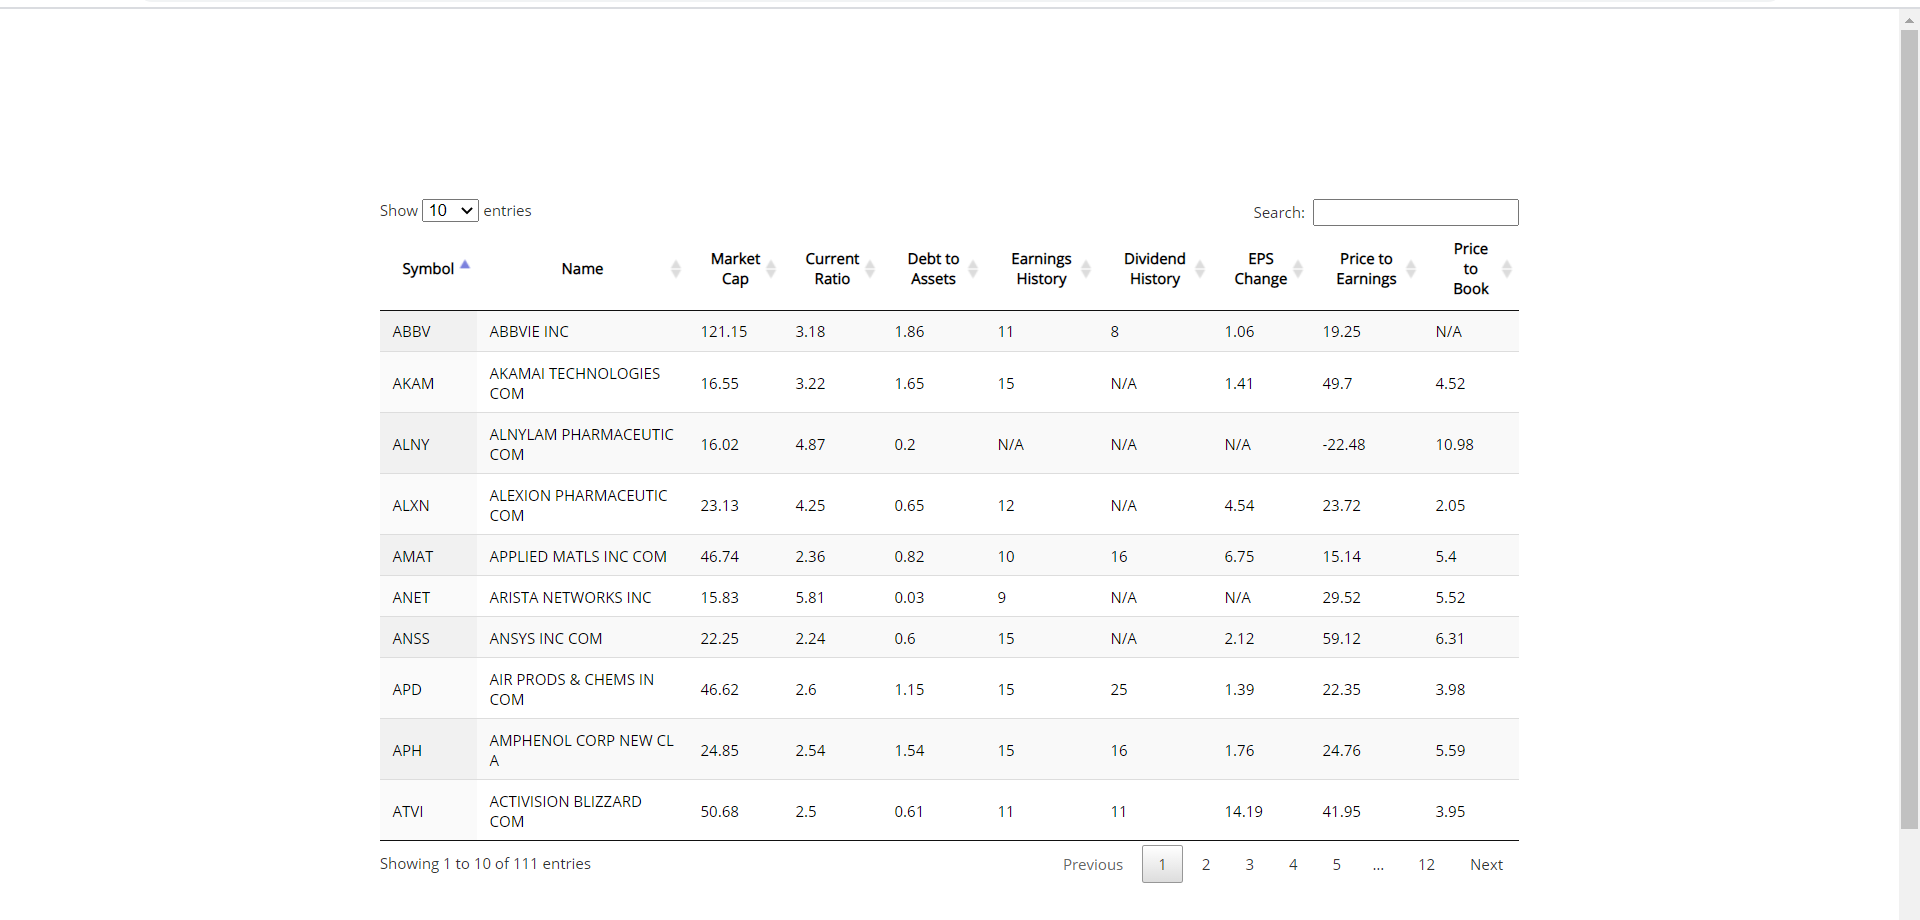 Show 10 entries
Search:
Symbol Name Market Cap Current Ratio Debt to Assets Earnings History Dividend History EPS Change Price to Earnings Price to Book
ABBV ABBVIE INC 121.15 3.18 1.86 11 8 1.06 19.25 N/A
AKAM AKAMAI TECHNOLOGIES COM 16.55 3.22 1.65 15 N/A 1.41 49.7 4.52
ALNY ALNYLAM PHARMACEUTIC COM 16.02 4.87 0.2 N/A N/A N/A -22.48 10.98
ALXN ALEXION PHARMACEUTIC COM 23.13 4.25 0.65 12 N/A 4.54 23.72 2.05
AMAT APPLIED MATLS INC COM 46.74 2.36 0.82 10 16 6.75 15.14 5.4
ANET ARISTA NETWORKS INC 15.83 5.81 0.03 9 N/A N/A 29.52 5.52
ANSS ANSYS INC COM 22.25 2.24 0.6 15 N/A 2.12 59.12 6.31
APD AIR PRODS & CHEMS IN COM 46.62 2.6 1.15 15 25 1.39 22.35 3.98
APH AMPHENOL CORP NEW CL A 24.85 2.54 1.54 15 16 1.76 24.76 5.59
ATVI ACTIVISION BLIZZARD COM 50.68 2.5 0.61 11 11 14.19 41.95 3.95
Showing 1 to 10 of 111 entries
Previous 1 2 3 4 5 ... 12 Next